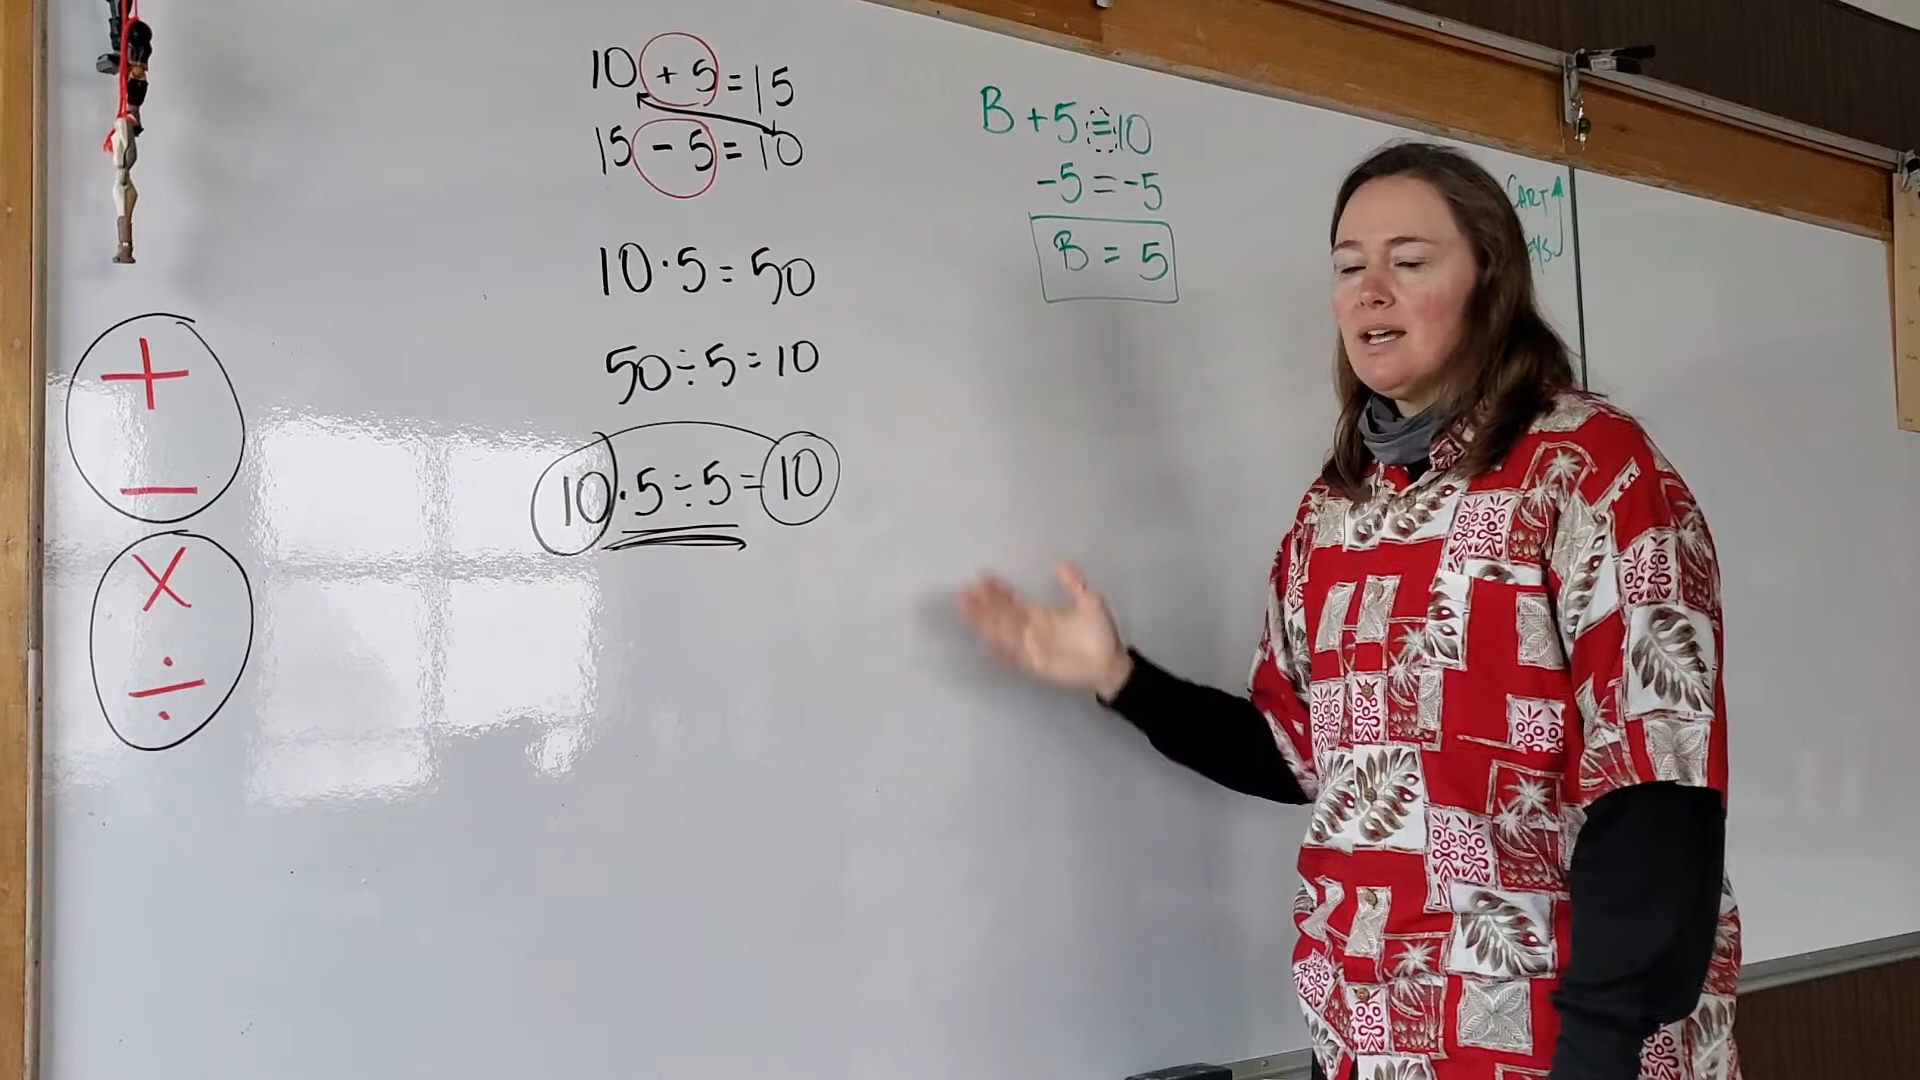 10 + 5 = 15
15 - 5 = 10
10 · 5 = 50
50 ÷ 5 = 10
10 · 5 ÷ 5 = 10
+
-
×
÷
B + 5 = 10
-5 = -5
B = 5
CART